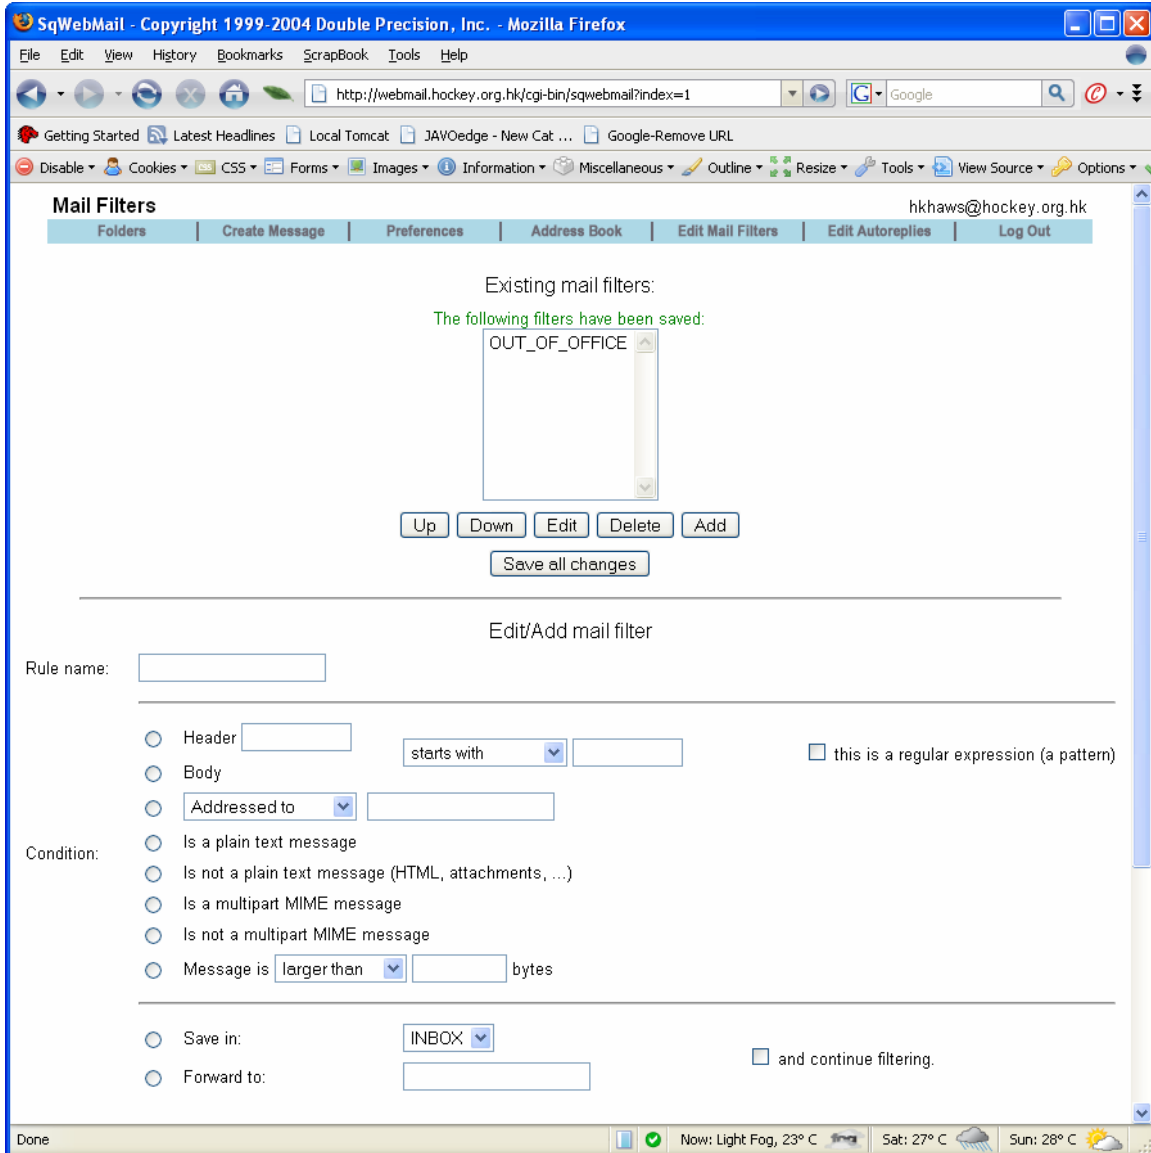 SqWebMail - Copyright 1999-2004 Double Precision, Inc. - Mozilla Firefox
File Edit View History Bookmarks ScrapBook Tools Help
http://webmail.hockey.org.hk/cgi-bin/sqwebmail?index=1 G Google
Getting Started Latest Headlines Local Tomcat JAVOedge - New Cat ... Google-Remove URL
Disable Cookies CSS CSS Forms Images Information Miscellaneous Outline Resize Tools View Source Options
Mail Filters hkhaws@hockey.org.hk
Folders | Create Message | Preferences | Address Book | Edit Mail Filters | Edit Autoreplies | Log Out
Existing mail filters:
The following filters have been saved:
OUT_OF_OFFICE
Up Down Edit Delete Add
Save all changes
Edit/Add mail filter
Rule name:
Header
starts with this is a regular expression (a pattern)
Body
Addressed to
Is a plain text message
Condition:
Is not a plain text message (HTML, attachments, ...)
Is a multipart MIME message
Is not a multipart MIME message
Message is larger than bytes
Save in: INBOX
and continue filtering.
Forward to:
Done Now: Light Fog, 23° C fog Sat: 27° C Sun: 28° C